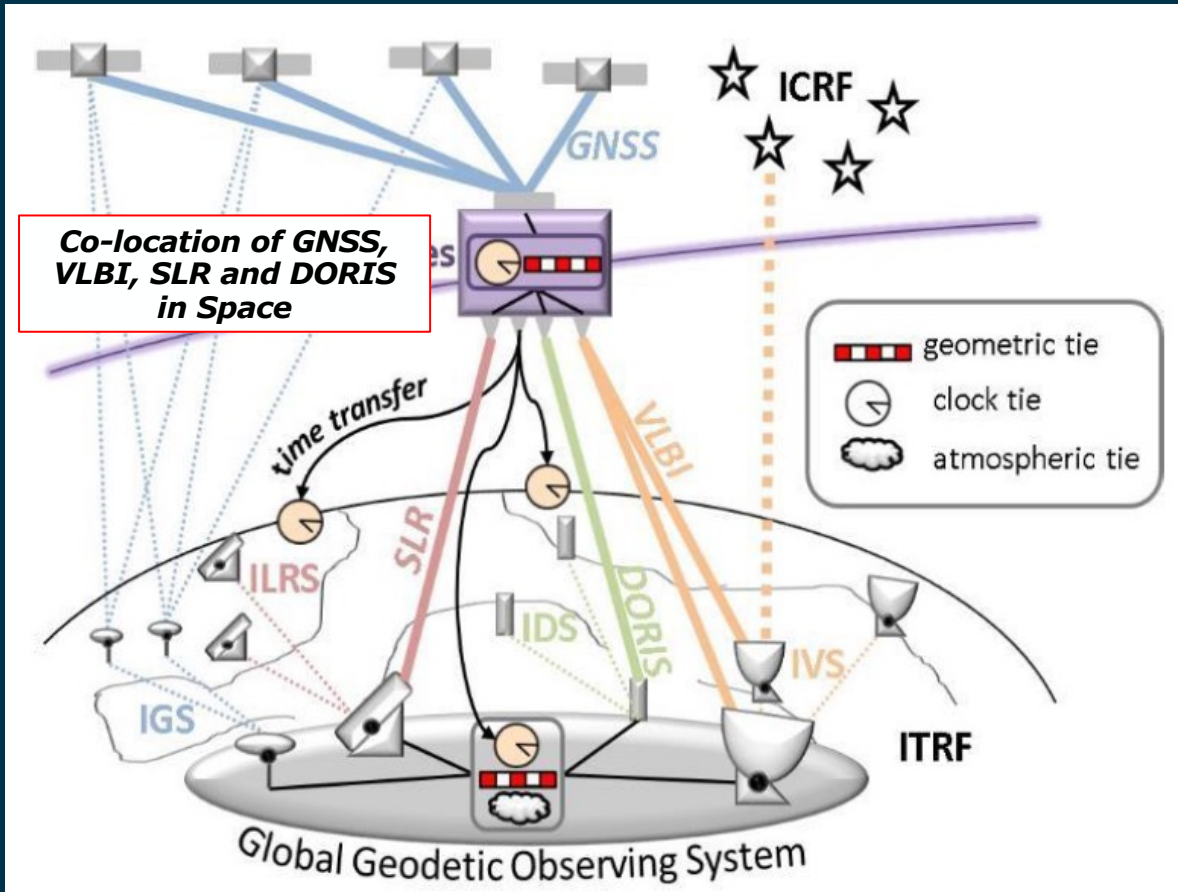 ICRF
GNSS
Co-location of GNSS,
VLBI, SLR and DORIS
in Space
es
geometric tie
clock tie
atmospheric tie
time transfer
SLR
DORIS
VLBI
ILRS
IDS
IVS
IGS
ITRF
Global Geodetic Observing System